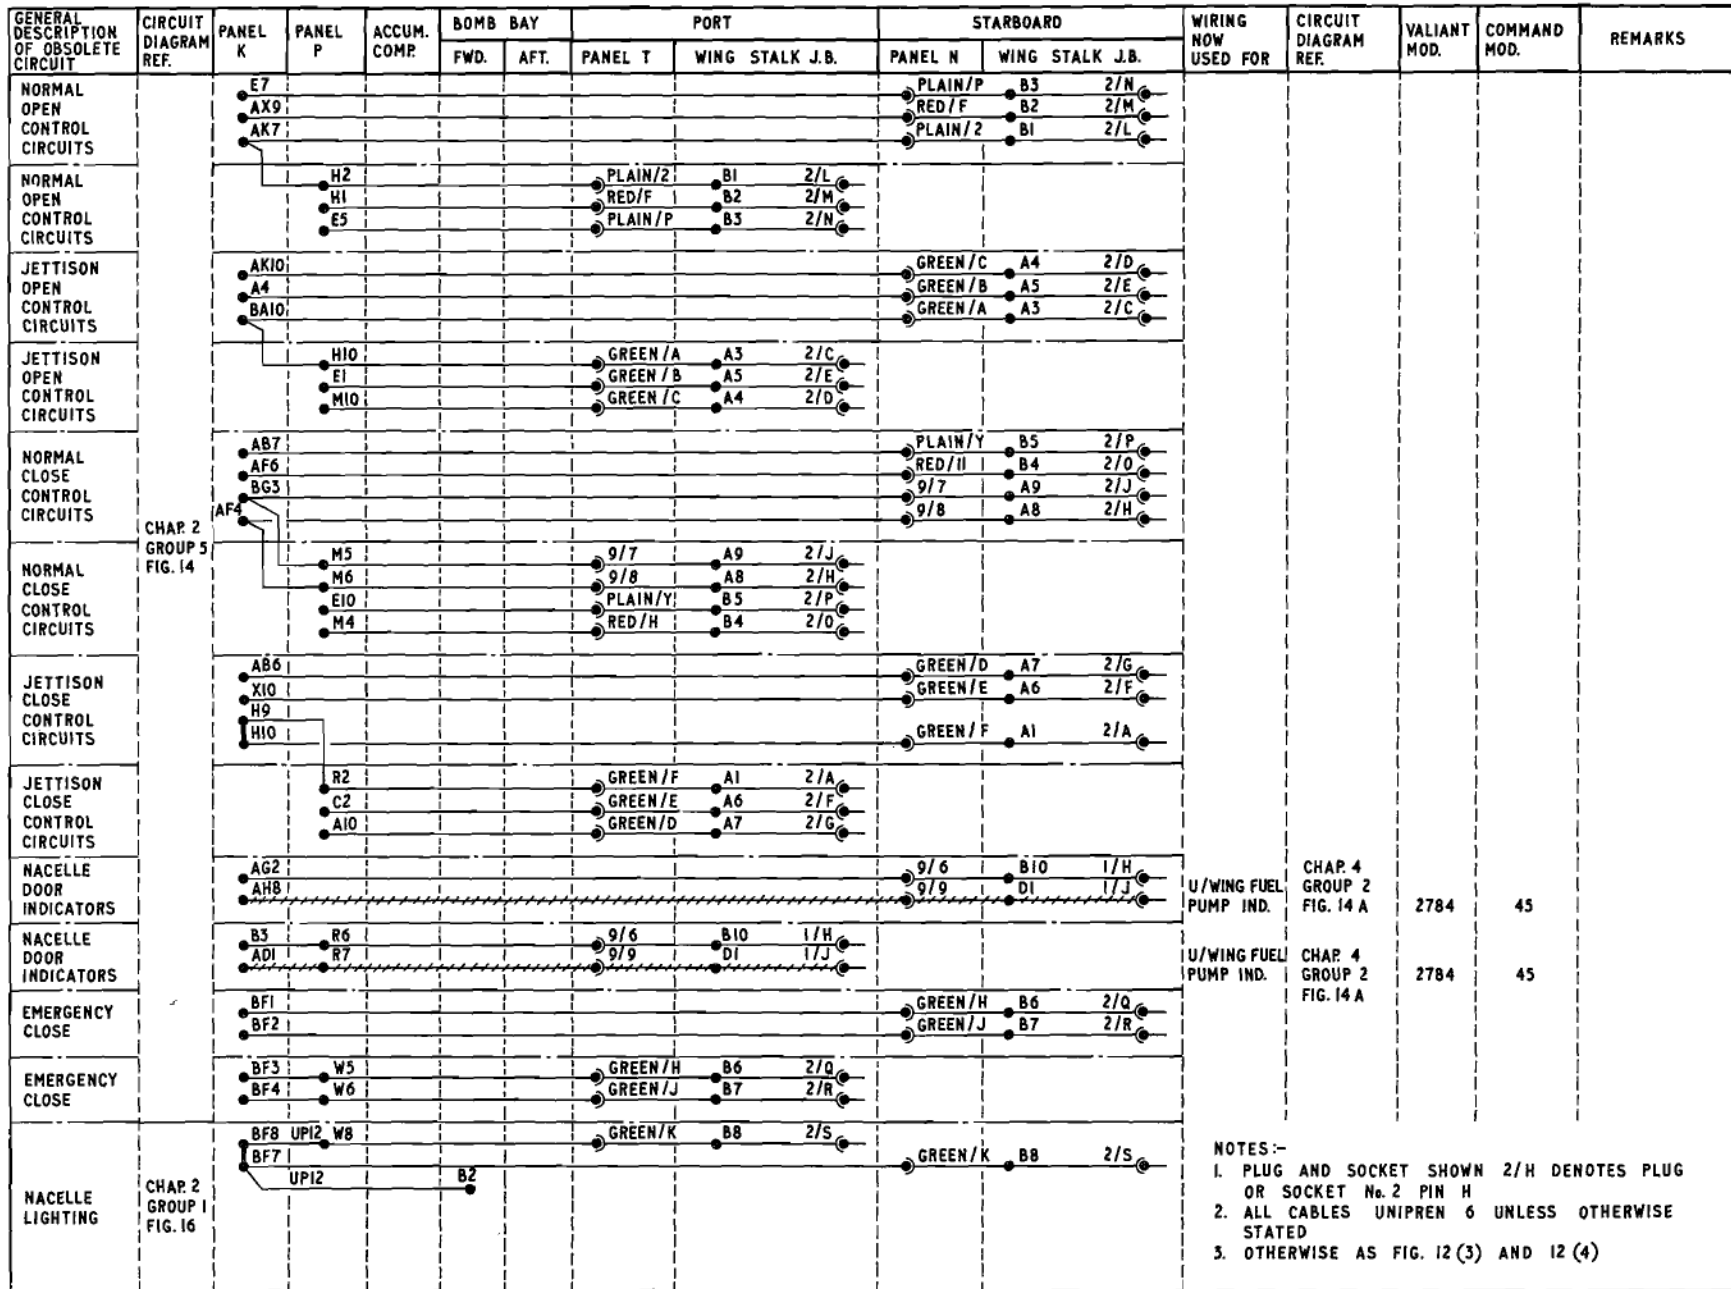 GENERAL DESCRIPTION OF OBSOLETE CIRCUIT
CIRCUIT DIAGRAM REF.
PANEL K
PANEL P
ACCUM. COMP.
BOMB BAY
FWD. AFT.
PORT
PANEL T WING STALK J.B.
STARBOARD
PANEL N WING STALK J.B.
WIRING NOW USED FOR
CIRCUIT DIAGRAM REF.
VALIANT MOD.
COMMAND MOD.
REMARKS
NORMAL OPEN CONTROL CIRCUITS
E7 PLAIN/P B3 2/N
AX9 RED/F B2 2/M
AK7 PLAIN/2 B1 2/L
NORMAL OPEN CONTROL CIRCUITS
H2 PLAIN/2 B1 2/L
H1 RED/F B2 2/M
E5 PLAIN/P B3 2/N
JETTISON OPEN CONTROL CIRCUITS
AK10 GREEN/C A4 2/D
A4 GREEN/B A5 2/E
BA10 GREEN/A A3 2/C
JETTISON OPEN CONTROL CIRCUITS
H10 GREEN/A A3 2/C
E1 GREEN/B A5 2/E
M10 GREEN/C A4 2/D
NORMAL CLOSE CONTROL CIRCUITS
AB7 PLAIN/Y B5 2/P
AF6 RED/11 B4 2/O
BG3 9/7 A9 2/J
AF4 9/8 A8 2/H
CHAP. 2 GROUP 5 FIG. 14
NORMAL CLOSE CONTROL CIRCUITS
M5 9/7 A9 2/J
M6 9/8 A8 2/H
E10 PLAIN/Y B5 2/P
M4 RED/H B4 2/O
JETTISON CLOSE CONTROL CIRCUITS
AB6 GREEN/D A7 2/G
X10 GREEN/E A6 2/F
H9
H10 GREEN/F A1 2/A
JETTISON CLOSE CONTROL CIRCUITS
R2 GREEN/F A1 2/A
C2 GREEN/E A6 2/F
A10 GREEN/D A7 2/G
NACELLE DOOR INDICATORS
AG2 9/6 B10 1/H
AH8 9/9 D1 1/J
U/WING FUEL PUMP IND.
CHAP. 4 GROUP 2 FIG. 14A
2784 45
NACELLE DOOR INDICATORS
B3 R6 9/6 B10 1/H
AD1 R7 9/9 D1 1/J
U/WING FUEL PUMP IND.
CHAP. 4 GROUP 2 FIG. 14A
2784 45
EMERGENCY CLOSE
BF1 GREEN/H B6 2/Q
BF2 GREEN/J B7 2/R
EMERGENCY CLOSE
BF3 W5 GREEN/H B6 2/Q
BF4 W6 GREEN/J B7 2/R
NACELLE LIGHTING
CHAP. 2 GROUP 1 FIG. 16
BF8 UP12 W8 GREEN/K B8 2/S
BF7 GREEN/K B8 2/S
UP12 B2
NOTES:-
1. PLUG AND SOCKET SHOWN 2/H DENOTES PLUG
OR SOCKET No. 2 PIN H
2. ALL CABLES UNIPREN 6 UNLESS OTHERWISE
STATED
3. OTHERWISE AS FIG. 12(3) AND 12(4)